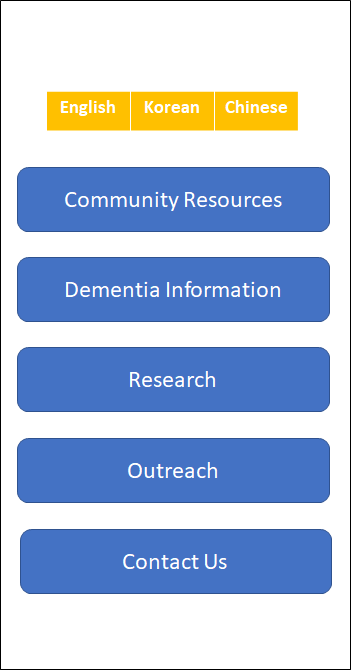 English Korean Chinese
Community Resources
Dementia Information
Research
Outreach
Contact Us